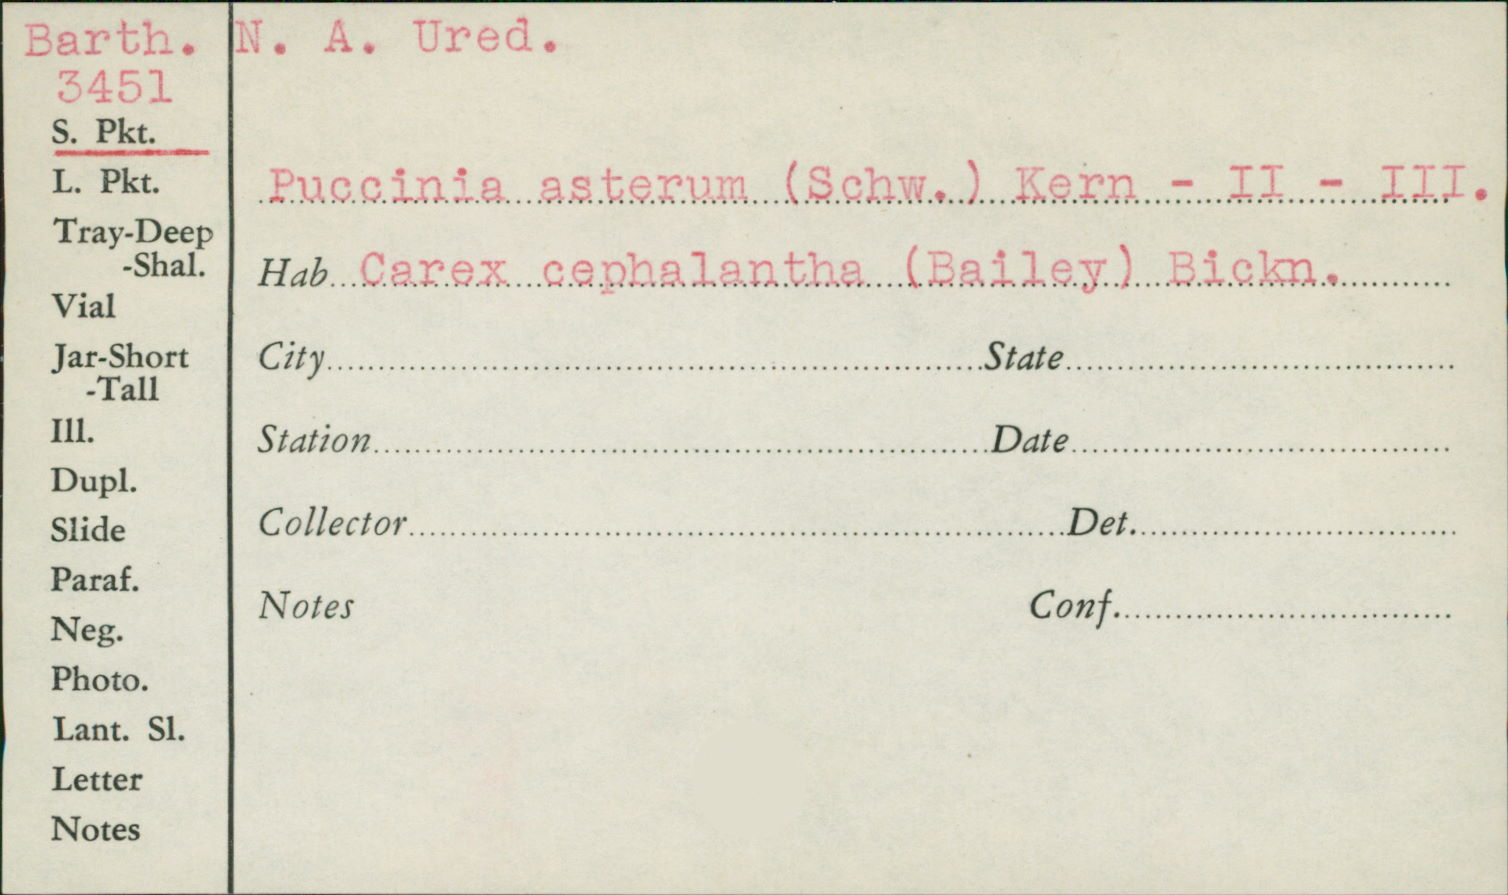 Barth. N. A. Ured.
3451
S. Pkt.
L. Pkt.
Tray-Deep
-Shal.
Vial
Jar-Short
-Tall
Ill.
Dupl.
Slide
Paraf.
Neg.
Photo.
Lant. Sl.
Letter
Notes
Puccinia asterum (Schw.) Kern - II - III.
Hab Carex cephalantha (Bailey) Bickn.
City State
Station Date
Collector Det.
Notes Conf.